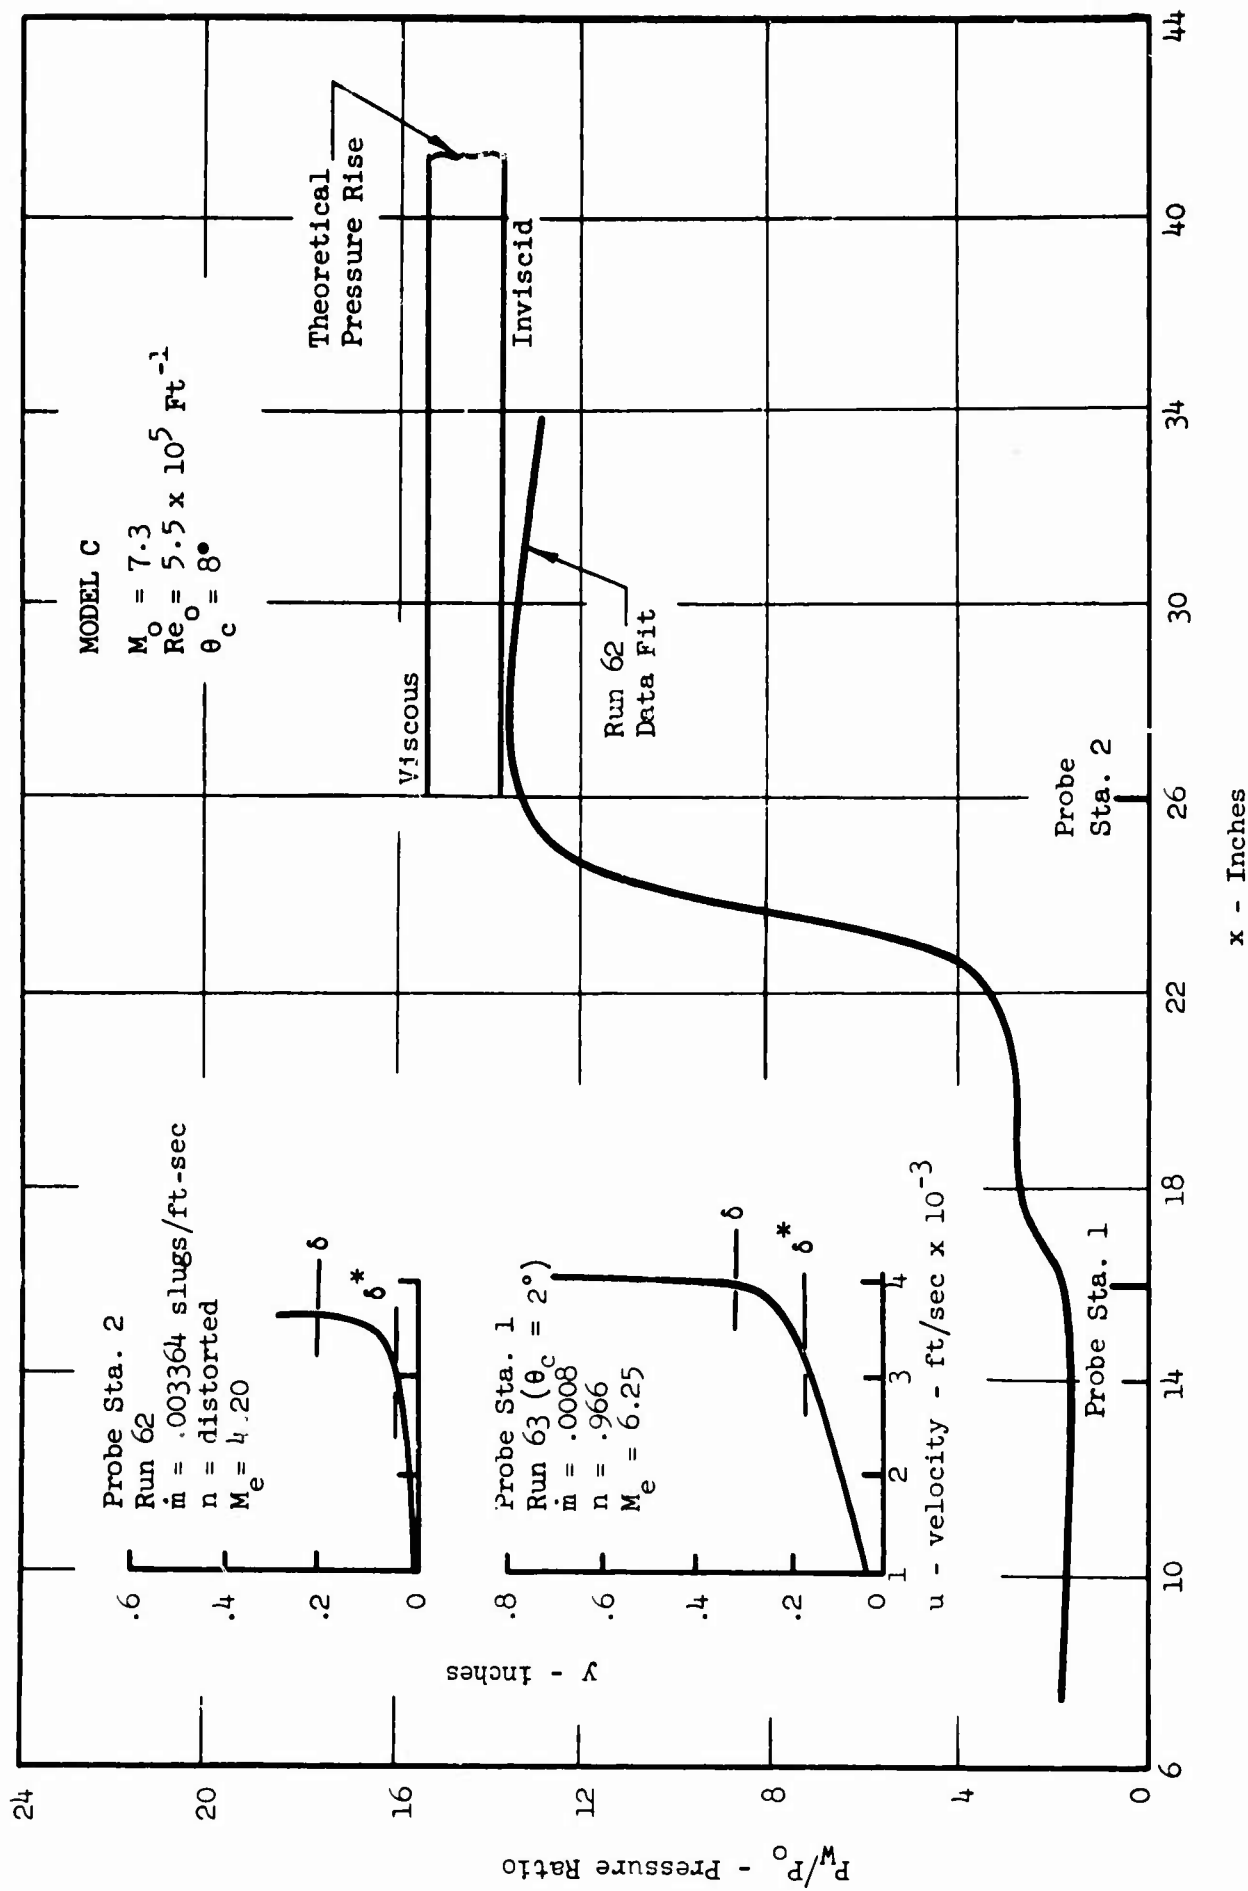 MODEL C
M_o = 7.3
Re_o = 5.5 x 10^5 Ft^-1
θ_c = 8°
Theoretical
Pressure Rise
Viscous
Inviscid
Run 62
Data Fit
Probe Sta. 2
Run 62
ṁ = .003364 slugs/ft-sec
n = distorted
M_e = 4.20
δ
δ*
.6
.4
.2
0
Probe Sta. 1
Run 63 (θ_c = 2°)
ṁ = .0008
n = .966
M_e = 6.25
δ
δ*
.8
.6
.4
.2
0
1
2
3
4
u - velocity - ft/sec x 10^-3
y - inches
Probe Sta. 1
Probe
Sta. 2
24
20
16
12
8
4
0
P_W/P_o - Pressure Ratio
6
10
14
18
22
26
30
34
40
44
x - Inches